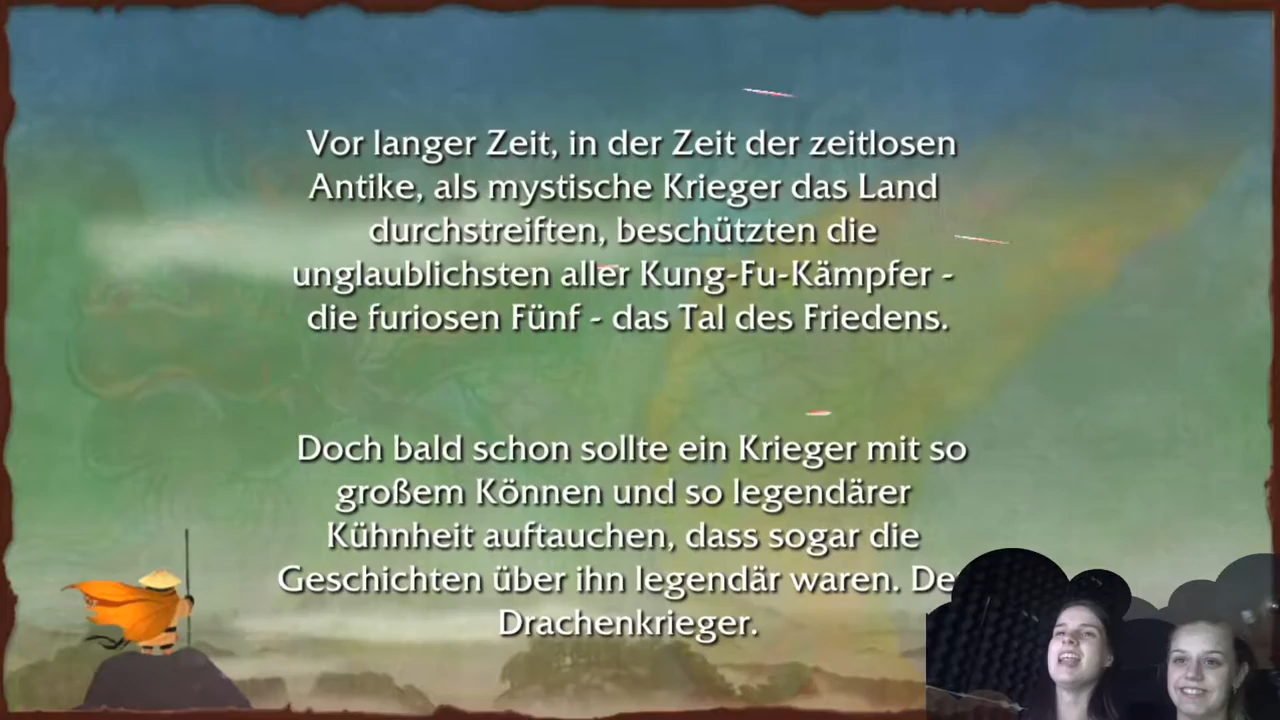 Vor langer Zeit, in der Zeit der zeitlosen
Antike, als mystische Krieger das Land
durchstreiften, beschützten die
unglaublichsten aller Kung-Fu-Kämpfer -
die furiosen Fünf - das Tal des Friedens.
Doch bald schon sollte ein Krieger mit so
großem Können und so legendärer
Kühnheit auftauchen, dass sogar die
Geschichten über ihn legendär waren. De
Drachenkrieger.